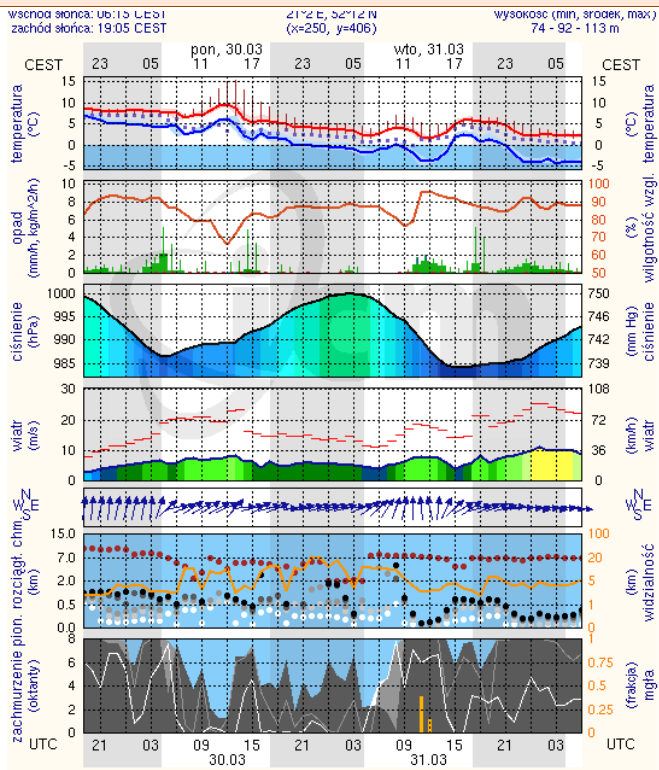 wschód słońca: 06:15 CEST 21°2'E, 52°12'N wysokość (min, środek, max)
zachód słońca: 19:05 CEST (x=250, y=406) 74 - 92 - 113 m
pon, 30.03 wto, 31.03
CEST 23 05 11 17 23 05 11 17 23 05 CEST
temperatura (°C)
15
10
5
0
-5
temperatura (°C)
15
10
5
0
-5
opad (mm/h, kg/m^2/h)
10
8
6
4
2
0
wilgotność wzgl. (%)
100
90
80
70
60
50
ciśnienie (hPa)
1000
995
990
985
ciśnienie (mm Hg)
750
746
742
739
wiatr (m/s)
30
20
10
0
wiatr (km/h)
108
72
36
0
N
W E
S
N
W E
S
pion. rozciągł. chm. (km)
15.0
7.0
2.0
0.5
0.0
widzialność (km)
100
20
5
1
0
zachmurzenie (oktanty)
8
6
4
2
0
mgła (frakcja)
1
0.75
0.5
0.25
0
UTC 21 03 09 15 21 03 09 15 21 03 UTC
30.03 31.03